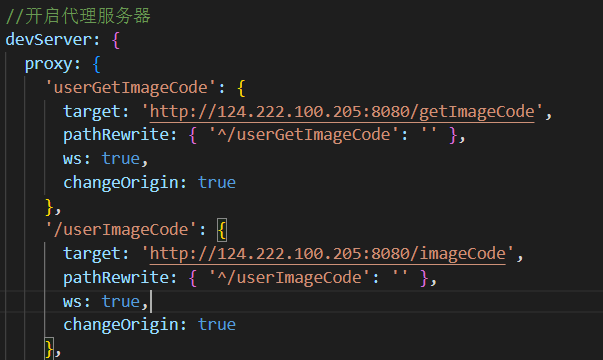 //开启代理服务器
devServer: {
proxy: {
'userGetImageCode': {
target: 'http://124.222.100.205:8080/getImageCode',
pathRewrite: { '^/userGetImageCode': '' },
ws: true,
changeOrigin: true
},
'/userImageCode': {
target: 'http://124.222.100.205:8080/imageCode',
pathRewrite: { '^/userImageCode': '' },
ws: true,
changeOrigin: true
},